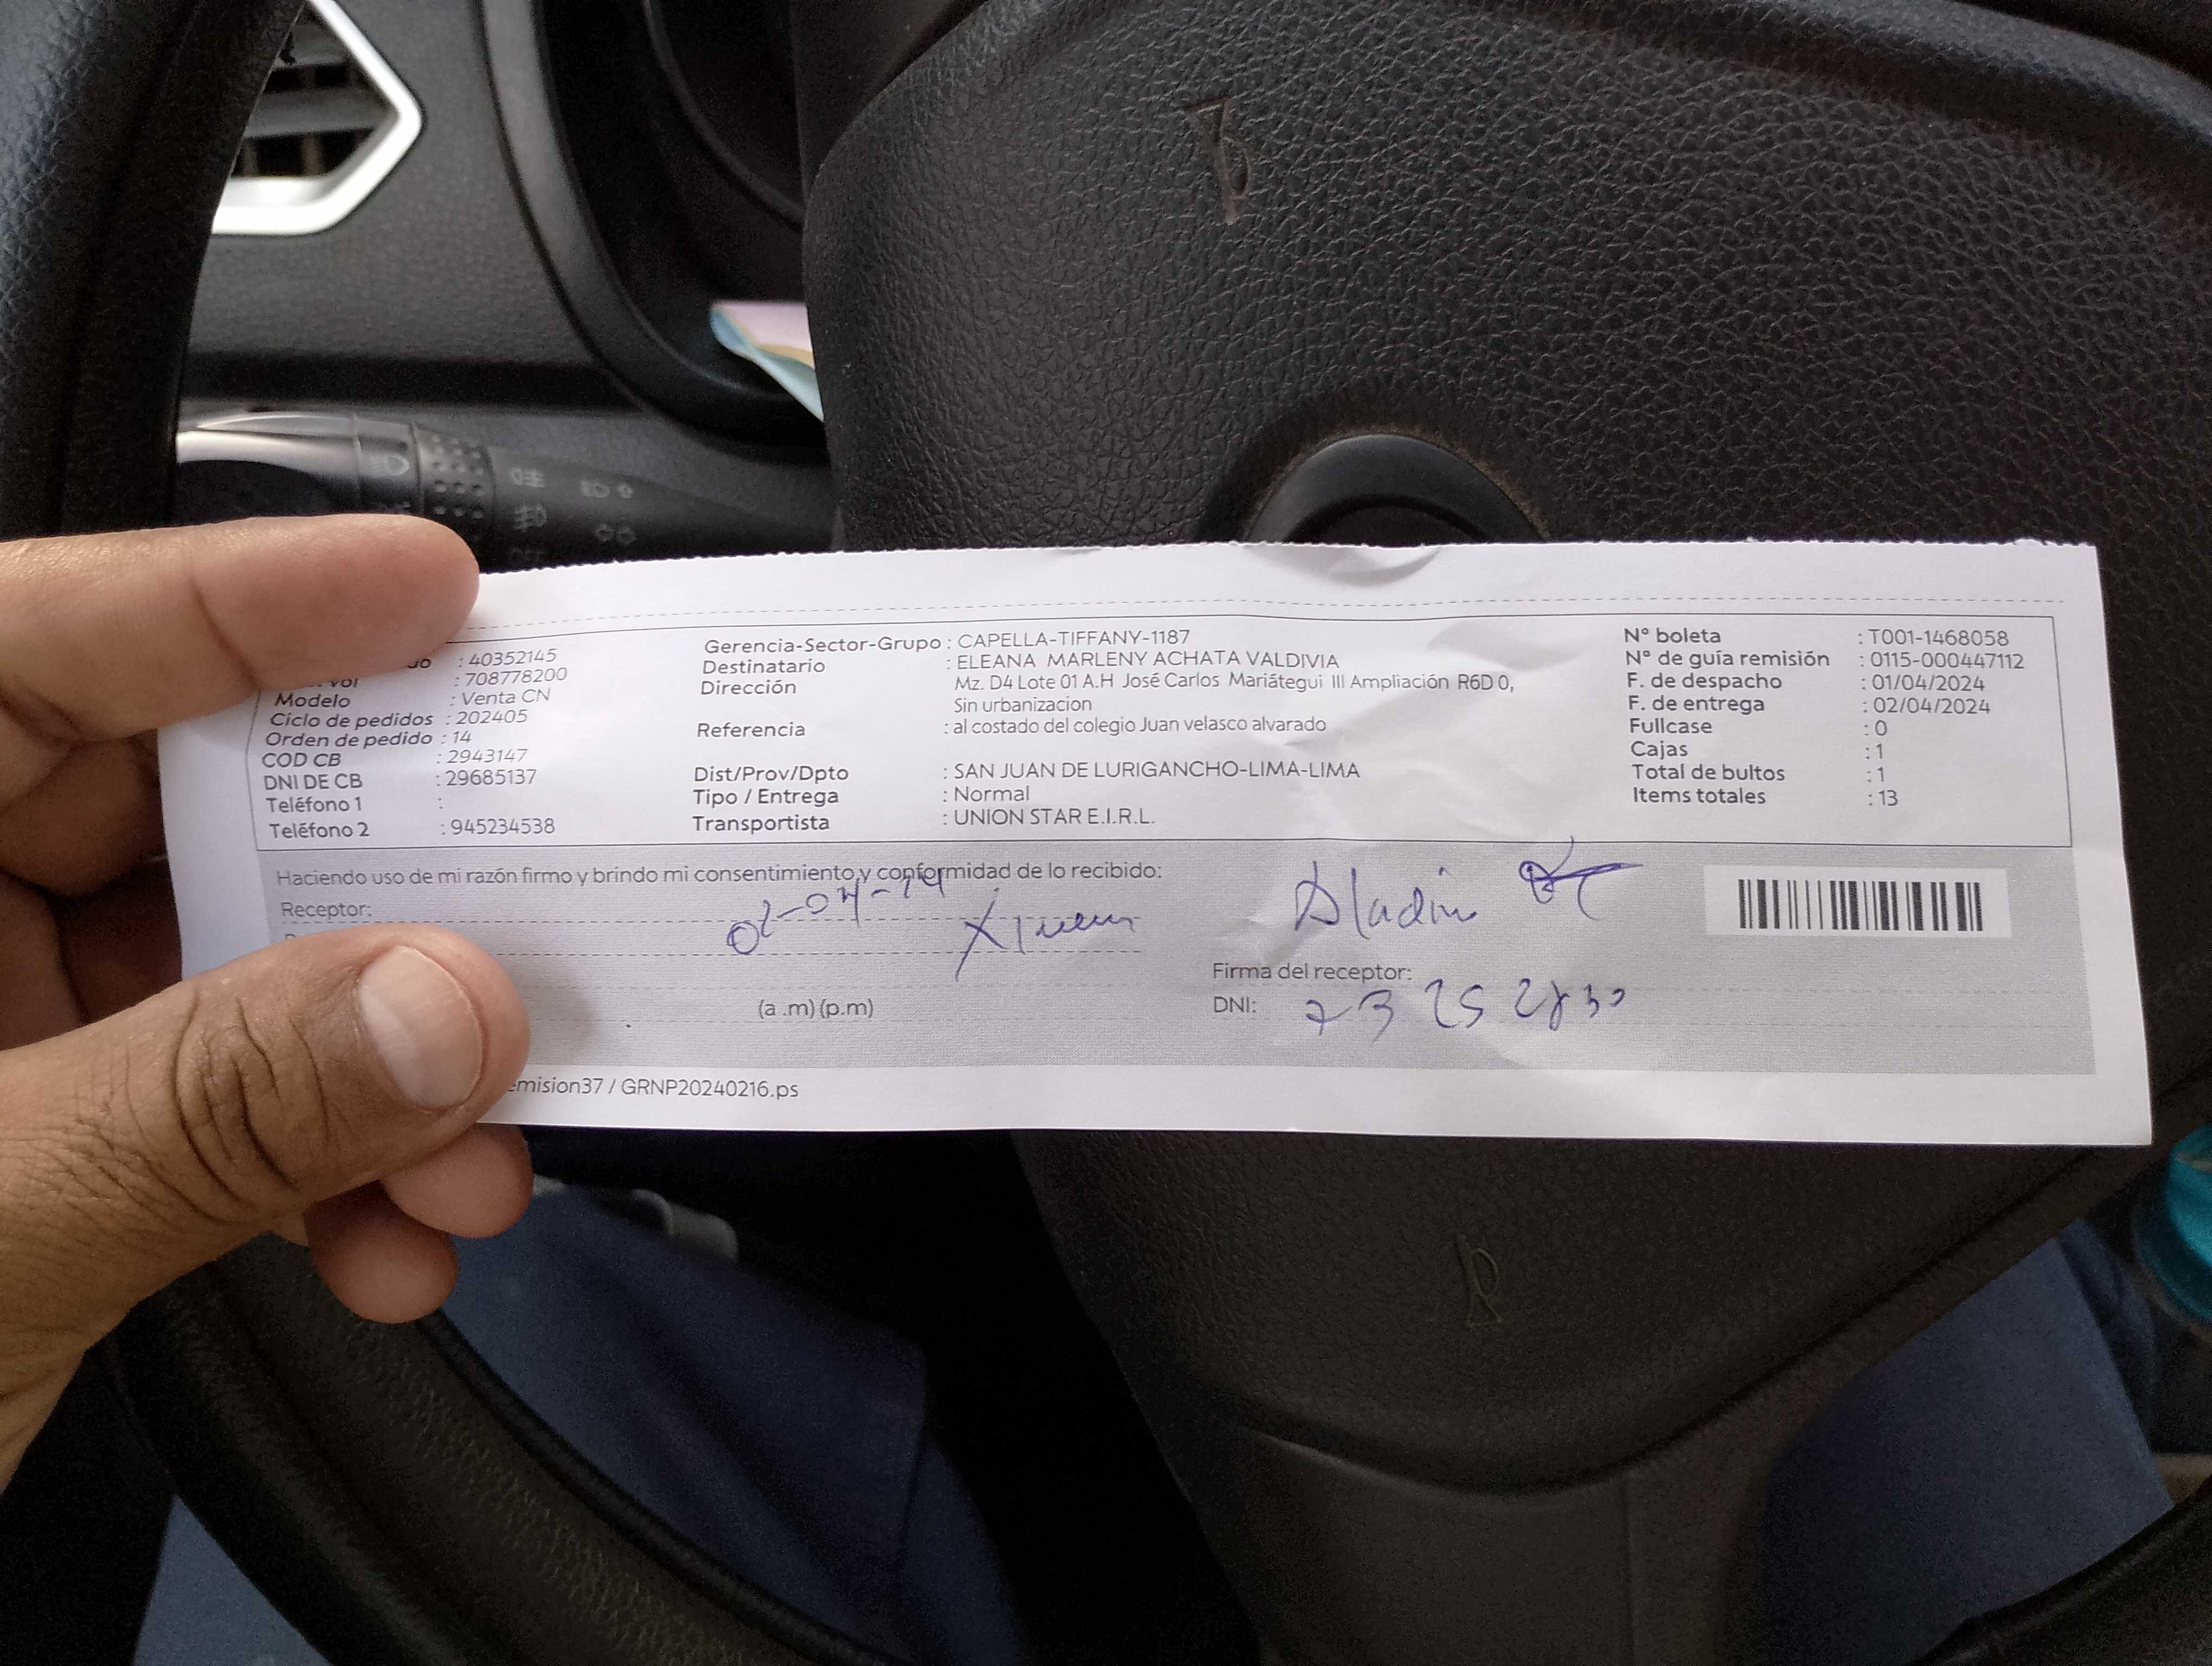 : 40352145
: 708778200
Modelo : Venta CN
Ciclo de pedidos : 202405
Orden de pedido : 14
COD CB : 2943147
DNI DE CB : 29685137
Teléfono 1 :
Teléfono 2 : 945234538
Gerencia-Sector-Grupo : CAPELLA-TIFFANY-1187
Destinatario : ELEANA MARLENY ACHATA VALDIVIA
Dirección Mz. D4 Lote 01 A.H José Carlos Mariátegui III Ampliación R6D 0,
Sin urbanizacion
Referencia : al costado del colegio Juan velasco alvarado
Dist/Prov/Dpto : SAN JUAN DE LURIGANCHO-LIMA-LIMA
Tipo / Entrega : Normal
Transportista : UNION STAR E.I.R.L.
N° boleta : T001-1468058
N° de guía remisión : 0115-000447112
F. de despacho : 01/04/2024
F. de entrega : 02/04/2024
Fullcase : 0
Cajas : 1
Total de bultos : 1
Items totales : 13
Haciendo uso de mi razón firmo y brindo mi consentimiento y conformidad de lo recibido:
Receptor:
(a .m) (p.m)
Firma del receptor:
DNI:
emision37 / GRNP20240216.ps